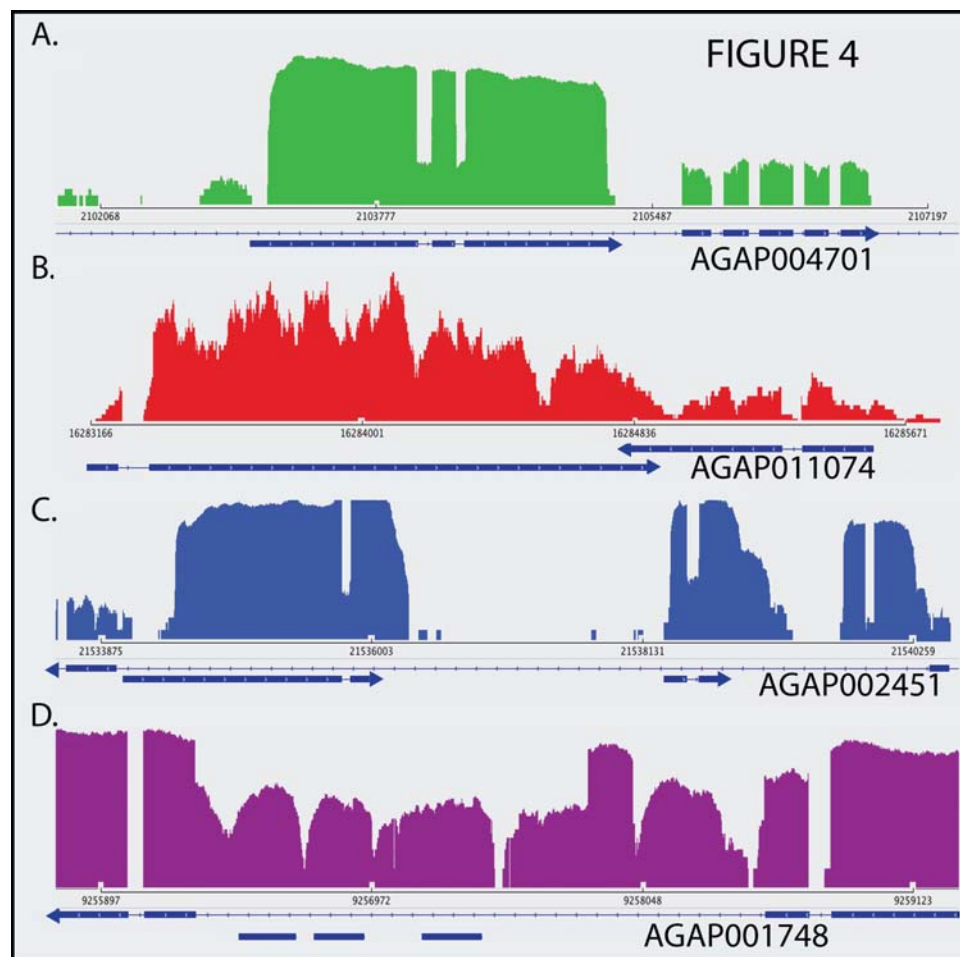 A.
FIGURE 4
2102068 2103777 2105487 2107197
AGAP004701
B.
16283166 16284001 16284836 16285671
AGAP011074
C.
21533875 21536003 21538131 21540259
AGAP002451
D.
9255897 9256972 9258048 9259123
AGAP001748